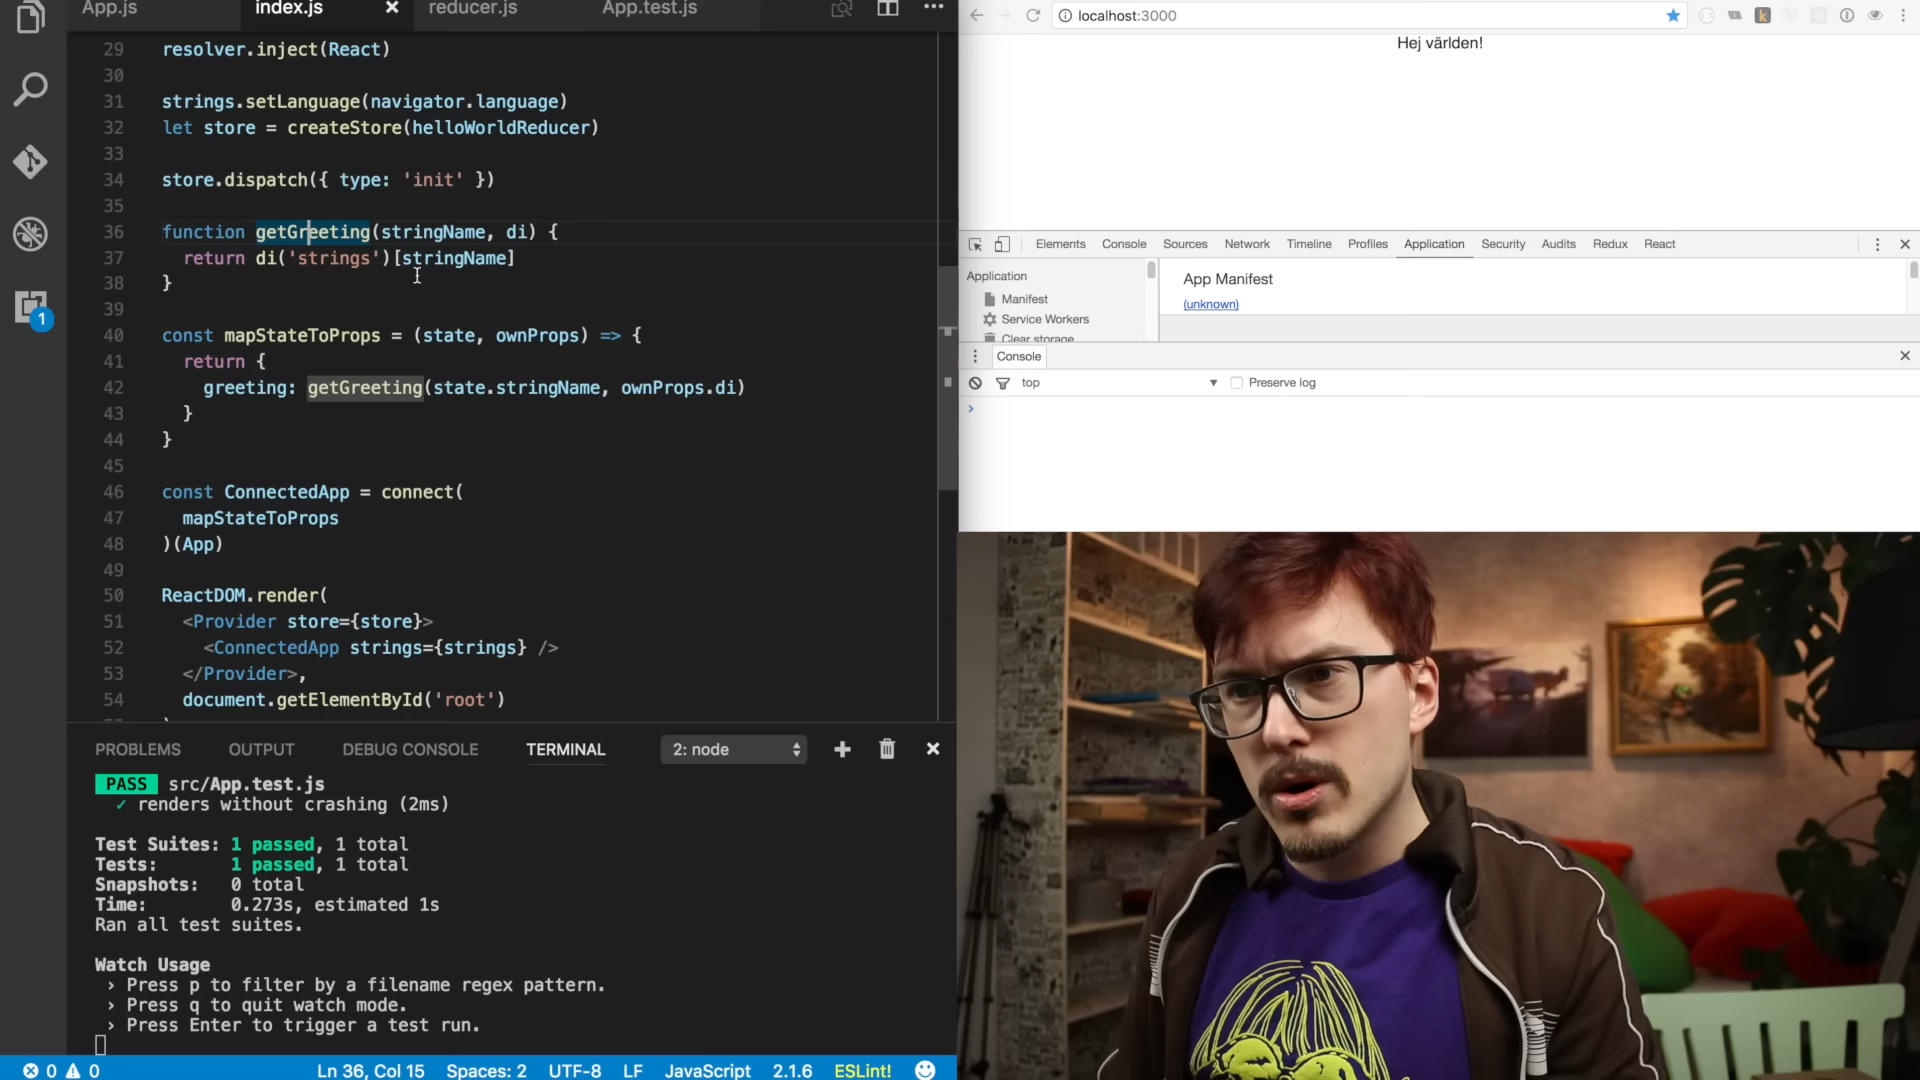 App.js
index.js
reducer.js
App.test.js
29 resolver.inject(React)
30
31 strings.setLanguage(navigator.language)
32 let store = createStore(helloWorldReducer)
33
34 store.dispatch({ type: 'init' })
35
36 function getGreeting(stringName, di) {
37 return di('strings')[stringName]
38 }
39
40 const mapStateToProps = (state, ownProps) => {
41 return {
42 greeting: getGreeting(state.stringName, ownProps.di)
43 }
44 }
45
46 const ConnectedApp = connect(
47 mapStateToProps
48 )(App)
49
50 ReactDOM.render(
51 <Provider store={store}>
52 <ConnectedApp strings={strings} />
53 </Provider>,
54 document.getElementById('root')
1
PROBLEMS OUTPUT DEBUG CONSOLE TERMINAL 2: node
PASS src/App.test.js
✓ renders without crashing (2ms)
Test Suites: 1 passed, 1 total
Tests: 1 passed, 1 total
Snapshots: 0 total
Time: 0.273s, estimated 1s
Ran all test suites.
Watch Usage
› Press p to filter by a filename regex pattern.
› Press q to quit watch mode.
› Press Enter to trigger a test run.
0 0 Ln 36, Col 15 Spaces: 2 UTF-8 LF JavaScript 2.1.6 ESLint!
localhost:3000
Hej världen!
Elements Console Sources Network Timeline Profiles Application Security Audits Redux React
Application
Manifest
Service Workers
Clear storage
App Manifest
(unknown)
Console
top Preserve log